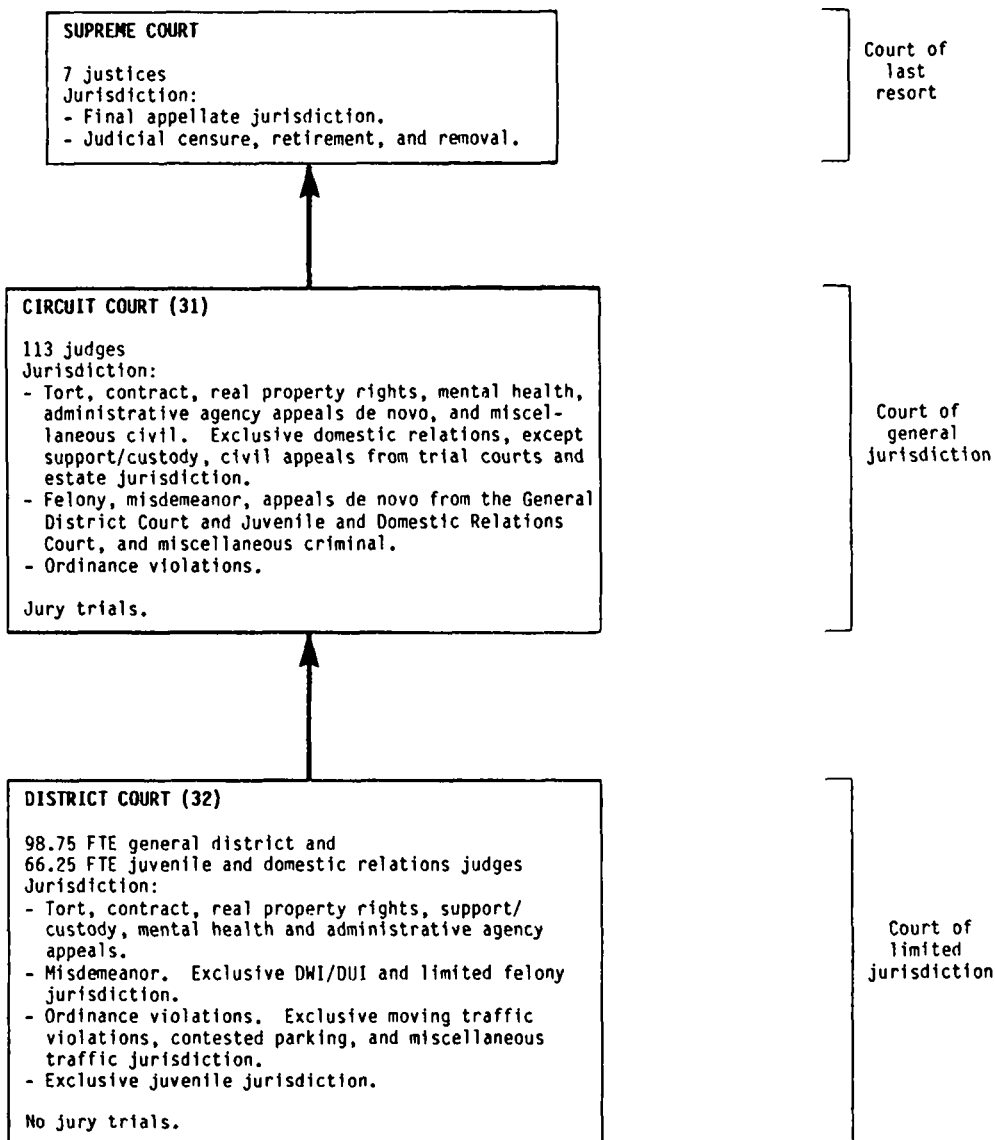 SUPREME COURT
7 justices
Jurisdiction:
- Final appellate jurisdiction.
- Judicial censure, retirement, and removal.
Court of
last
resort
CIRCUIT COURT (31)
113 judges
Jurisdiction:
- Tort, contract, real property rights, mental health,
administrative agency appeals de novo, and miscel-
laneous civil. Exclusive domestic relations, except
support/custody, civil appeals from trial courts and
estate jurisdiction.
- Felony, misdemeanor, appeals de novo from the General
District Court and Juvenile and Domestic Relations
Court, and miscellaneous criminal.
- Ordinance violations.
Jury trials.
Court of
general
jurisdiction
DISTRICT COURT (32)
98.75 FTE general district and
66.25 FTE juvenile and domestic relations judges
Jurisdiction:
- Tort, contract, real property rights, support/
custody, mental health and administrative agency
appeals.
- Misdemeanor. Exclusive DWI/DUI and limited felony
jurisdiction.
- Ordinance violations. Exclusive moving traffic
violations, contested parking, and miscellaneous
traffic jurisdiction.
- Exclusive juvenile jurisdiction.
No jury trials.
Court of
limited
jurisdiction